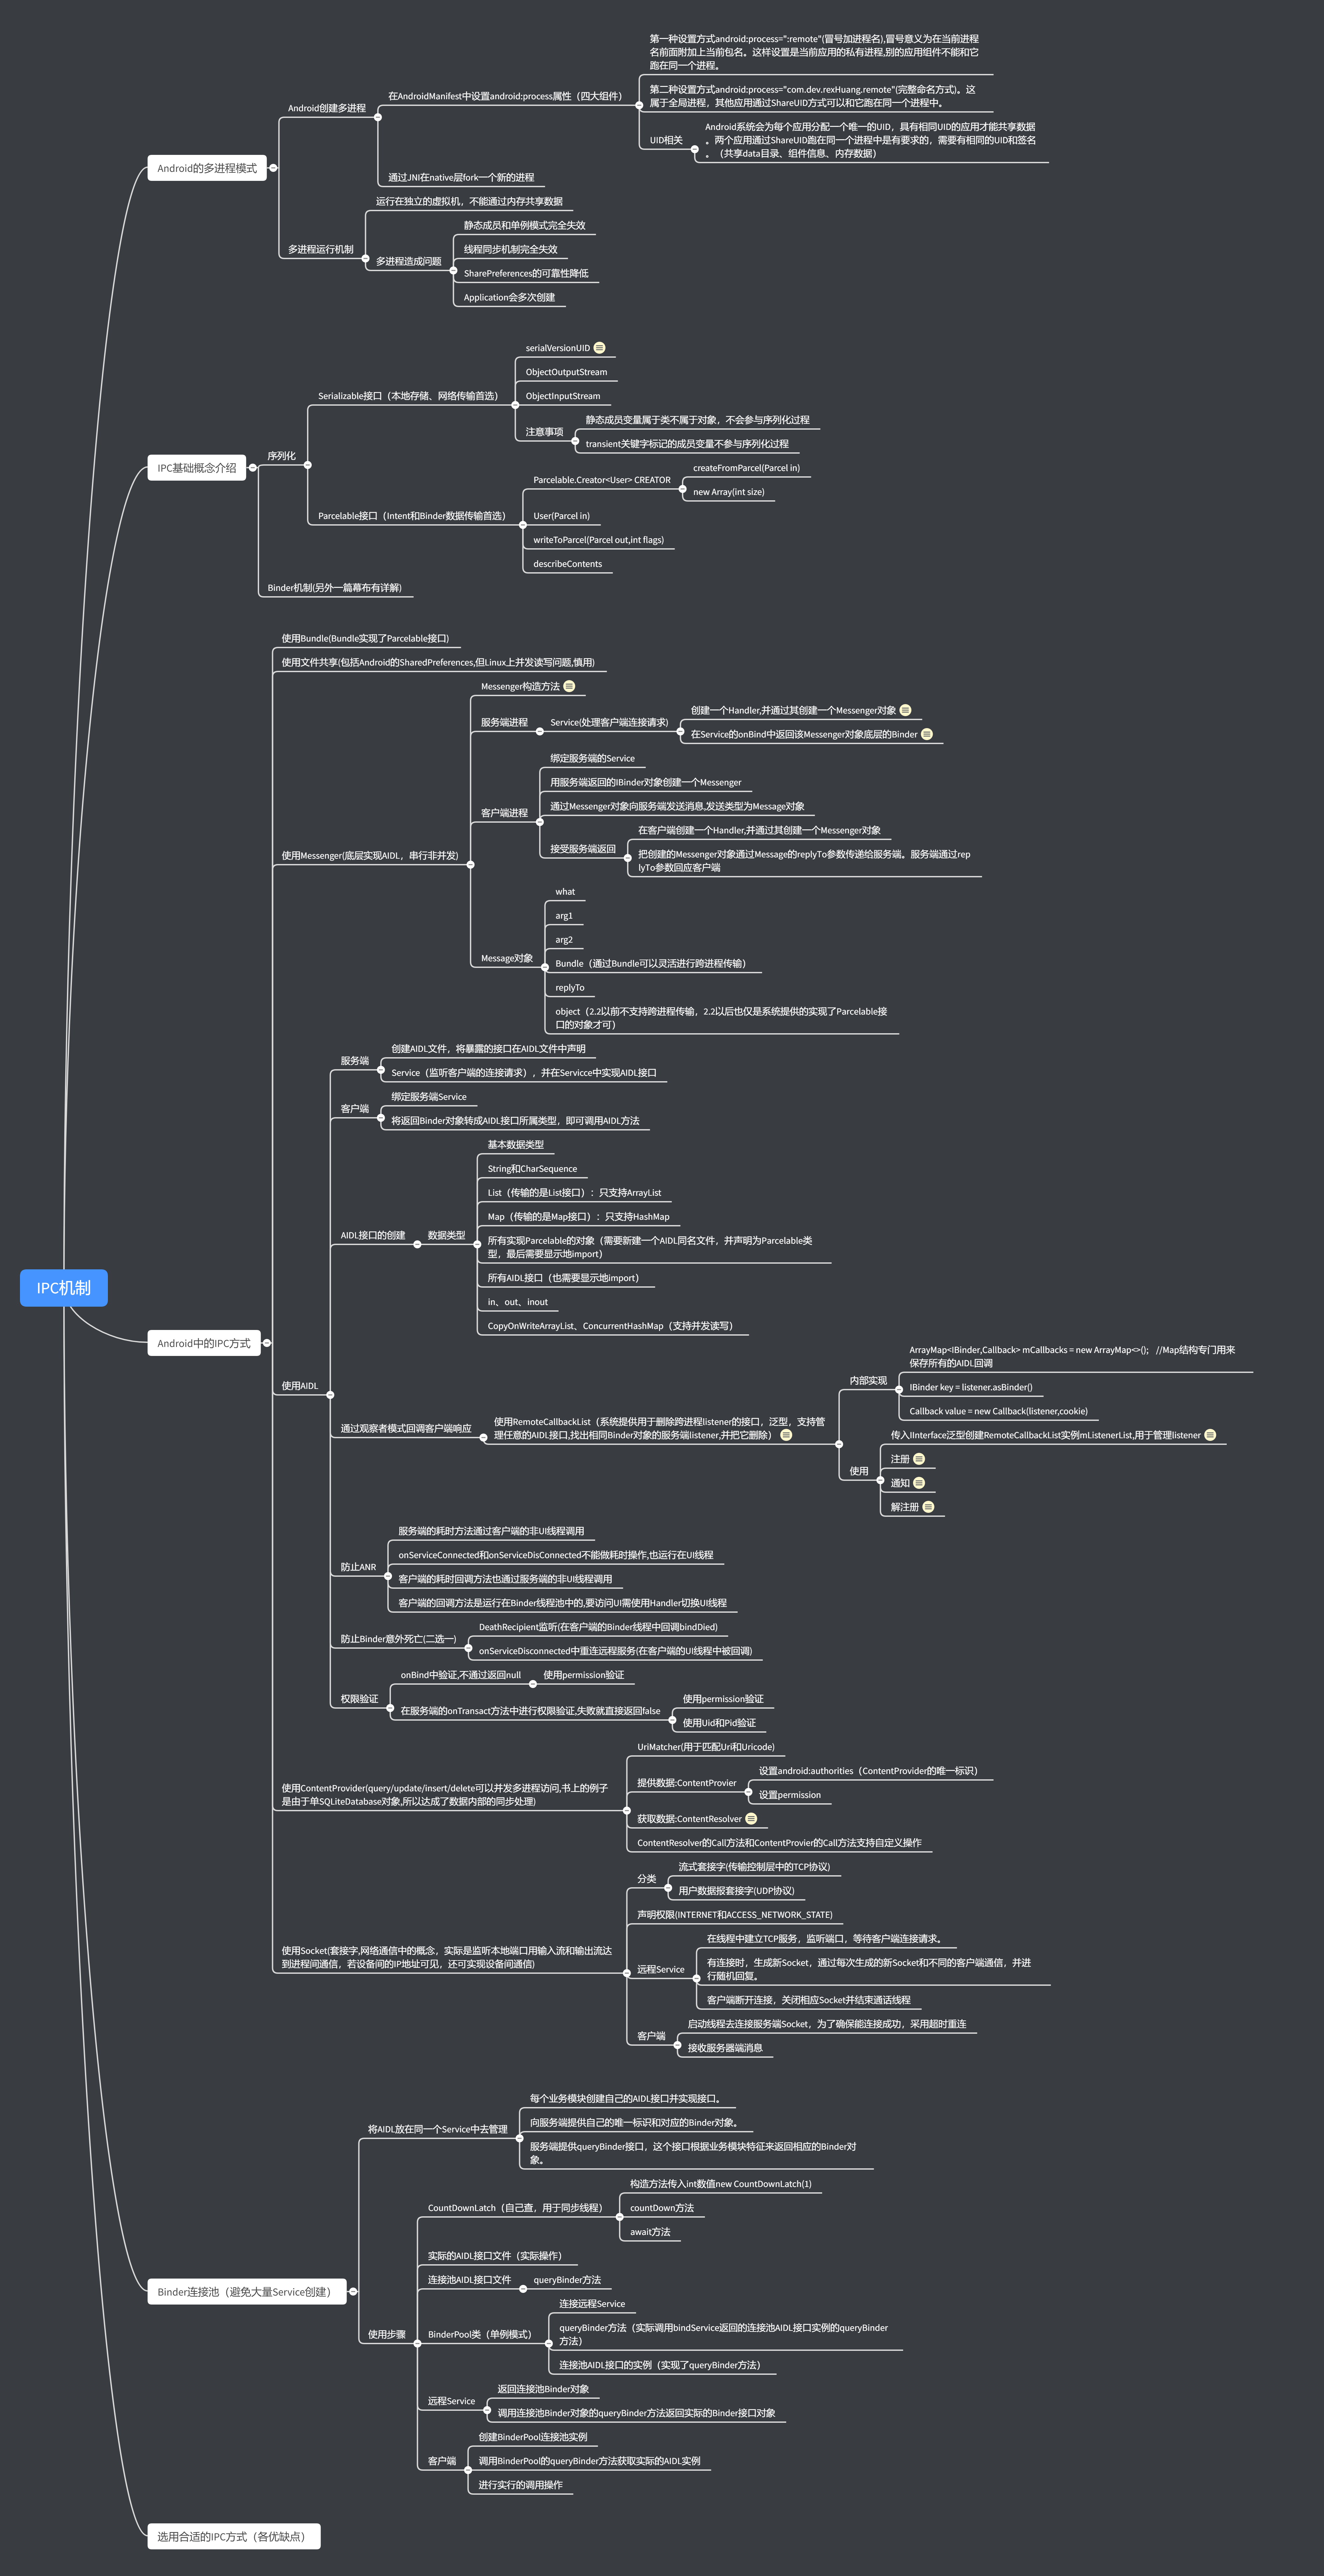 IPC机制
Android的多进程模式
Android创建多进程
在AndroidManifest中设置android:process属性（四大组件）
第一种设置方式android:process=":remote"(冒号加进程名),冒号意义为在当前进程
名前面附加上当前包名。这样设置是当前应用的私有进程,别的应用组件不能和它
跑在同一个进程。
第二种设置方式android:process="com.dev.rexHuang.remote"(完整命名方式)。这
属于全局进程，其他应用通过ShareUID方式可以和它跑在同一个进程中。
UID相关
Android系统会为每个应用分配一个唯一的UID，具有相同UID的应用才能共享数据
。两个应用通过ShareUID跑在同一个进程中是有要求的，需要有相同的UID和签名
。（共享data目录、组件信息、内存数据）
通过JNI在native层fork一个新的进程
多进程运行机制
运行在独立的虚拟机，不能通过内存共享数据
多进程造成问题
静态成员和单例模式完全失效
线程同步机制完全失效
SharePreferences的可靠性降低
Application会多次创建
IPC基础概念介绍
序列化
Serializable接口（本地存储、网络传输首选）
serialVersionUID
ObjectOutputStream
ObjectInputStream
注意事项
静态成员变量属于类不属于对象，不会参与序列化过程
transient关键字标记的成员变量不参与序列化过程
Parcelable接口（Intent和Binder数据传输首选）
Parcelable.Creator<User> CREATOR
createFromParcel(Parcel in)
new Array(int size)
User(Parcel in)
writeToParcel(Parcel out,int flags)
describeContents
Binder机制(另外一篇幕布有详解)
Android中的IPC方式
使用Bundle(Bundle实现了Parcelable接口)
使用文件共享(包括Android的SharedPreferences,但Linux上并发读写问题,慎用)
使用Messenger(底层实现AIDL，串行非并发)
Messenger构造方法
服务端进程
Service(处理客户端连接请求)
创建一个Handler,并通过其创建一个Messenger对象
在Service的onBind中返回该Messenger对象底层的Binder
客户端进程
绑定服务端的Service
用服务端返回的IBinder对象创建一个Messenger
通过Messenger对象向服务端发送消息,发送类型为Message对象
接受服务端返回
在客户端创建一个Handler,并通过其创建一个Messenger对象
把创建的Messenger对象通过Message的replyTo参数传递给服务端。服务端通过rep
lyTo参数回应客户端
Message对象
what
arg1
arg2
Bundle（通过Bundle可以灵活进行跨进程传输）
replyTo
object（2.2以前不支持跨进程传输，2.2以后也仅是系统提供的实现了Parcelable接
口的对象才可）
使用AIDL
服务端
创建AIDL文件，将暴露的接口在AIDL文件中声明
Service（监听客户端的连接请求），并在Servicce中实现AIDL接口
客户端
绑定服务端Service
将返回Binder对象转成AIDL接口所属类型，即可调用AIDL方法
AIDL接口的创建
数据类型
基本数据类型
String和CharSequence
List（传输的是List接口）：只支持ArrayList
Map（传输的是Map接口）：只支持HashMap
所有实现Parcelable的对象（需要新建一个AIDL同名文件，并声明为Parcelable类
型，最后需要显示地import）
所有AIDL接口（也需要显示地import）
in、out、inout
CopyOnWriteArrayList、ConcurrentHashMap（支持并发读写）
通过观察者模式回调客户端响应
使用RemoteCallbackList（系统提供用于删除跨进程listener的接口，泛型，支持管
理任意的AIDL接口,找出相同Binder对象的服务端listener,并把它删除）
内部实现
ArrayMap<IBinder,Callback> mCallbacks = new ArrayMap<>(); //Map结构专门用来
保存所有的AIDL回调
IBinder key = listener.asBinder()
Callback value = new Callback(listener,cookie)
使用
传入IInterface泛型创建RemoteCallbackList实例mListenerList,用于管理listener
注册
通知
解注册
防止ANR
服务端的耗时方法通过客户端的非UI线程调用
onServiceConnected和onServiceDisConnected不能做耗时操作,也运行在UI线程
客户端的耗时回调方法也通过服务端的非UI线程调用
客户端的回调方法是运行在Binder线程池中的,要访问UI需使用Handler切换UI线程
防止Binder意外死亡(二选一)
DeathRecipient监听(在客户端的Binder线程中回调bindDied)
onServiceDisconnected中重连远程服务(在客户端的UI线程中被回调)
权限验证
onBind中验证,不通过返回null
使用permission验证
在服务端的onTransact方法中进行权限验证,失败就直接返回false
使用permission验证
使用Uid和Pid验证
使用ContentProvider(query/update/insert/delete可以并发多进程访问,书上的例子
是由于单SQLiteDatabase对象,所以达成了数据内部的同步处理)
UriMatcher(用于匹配Uri和Uricode)
提供数据:ContentProvier
设置android:authorities（ContentProvider的唯一标识）
设置permission
获取数据:ContentResolver
ContentResolver的Call方法和ContentProvier的Call方法支持自定义操作
使用Socket(套接字,网络通信中的概念，实际是监听本地端口用输入流和输出流达
到进程间通信，若设备间的IP地址可见，还可实现设备间通信)
分类
流式套接字(传输控制层中的TCP协议)
用户数据报套接字(UDP协议)
声明权限(INTERNET和ACCESS_NETWORK_STATE)
远程Service
在线程中建立TCP服务，监听端口，等待客户端连接请求。
有连接时，生成新Socket，通过每次生成的新Socket和不同的客户端通信，并进
行随机回复。
客户端断开连接，关闭相应Socket并结束通话线程
客户端
启动线程去连接服务端Socket，为了确保能连接成功，采用超时重连
接收服务器端消息
Binder连接池（避免大量Service创建）
将AIDL放在同一个Service中去管理
每个业务模块创建自己的AIDL接口并实现接口。
向服务端提供自己的唯一标识和对应的Binder对象。
服务端提供queryBinder接口，这个接口根据业务模块特征来返回相应的Binder对
象。
使用步骤
CountDownLatch（自己查，用于同步线程）
构造方法传入int数值new CountDownLatch(1)
countDown方法
await方法
实际的AIDL接口文件（实际操作）
连接池AIDL接口文件
queryBinder方法
BinderPool类（单例模式）
连接远程Service
queryBinder方法（实际调用bindService返回的连接池AIDL接口实例的queryBinder
方法）
连接池AIDL接口的实例（实现了queryBinder方法）
远程Service
返回连接池Binder对象
调用连接池Binder对象的queryBinder方法返回实际的Binder接口对象
客户端
创建BinderPool连接池实例
调用BinderPool的queryBinder方法获取实际的AIDL实例
进行实行的调用操作
选用合适的IPC方式（各优缺点）